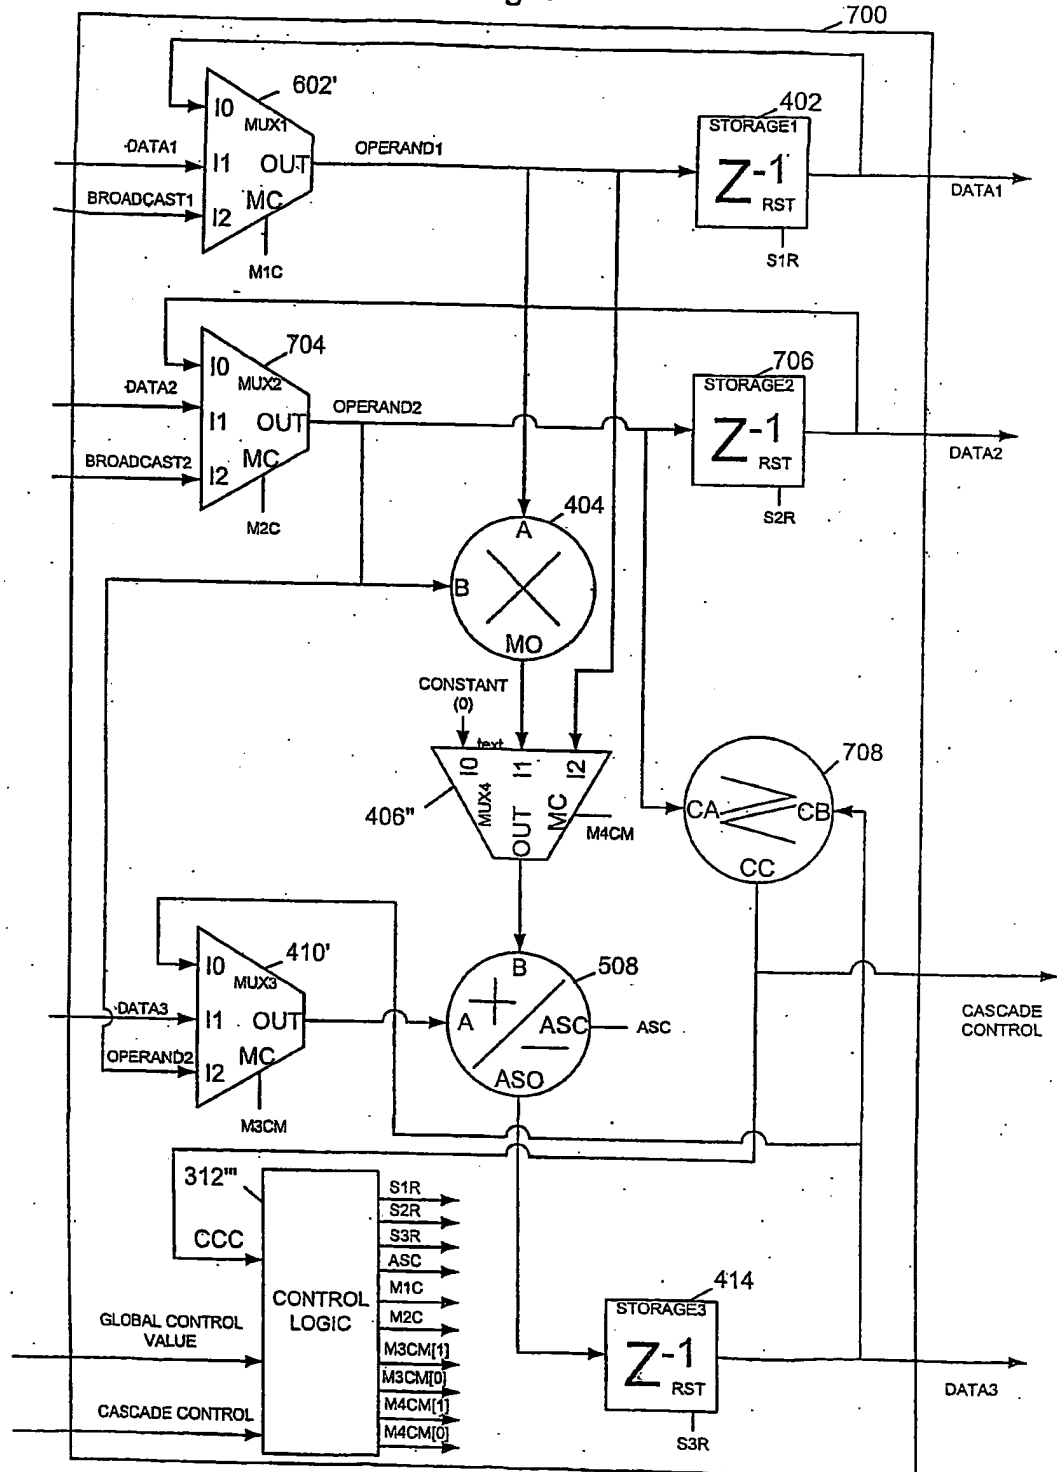 g
700
602'
402
I0
MUX1
STORAGE1
DATA1
I1
OUT
OPERAND1
Z-1
RST
DATA1
BROADCAST1
I2
MC
M1C
S1R
704
706
I0
MUX2
STORAGE2
DATA2
I1
OUT
OPERAND2
Z-1
RST
DATA2
BROADCAST2
I2
MC
M2C
S2R
404
A
B
MO
CONSTANT
(0)
text
I0
I1
I2
MUX4
OUT
MC
406"
M4CM
708
CA
CB
CC
410'
508
I0
MUX3
B
DATA3
I1
OUT
A
ASC
ASC
CASCADE
CONTROL
OPERAND2
I2
MC
ASO
M3CM
312'''
S1R
S2R
S3R
ASC
M1C
M2C
M3CM[1]
M3CM[0]
M4CM[1]
M4CM[0]
CCC
CONTROL
LOGIC
GLOBAL CONTROL
VALUE
CASCADE CONTROL
414
STORAGE3
Z-1
RST
DATA3
S3R